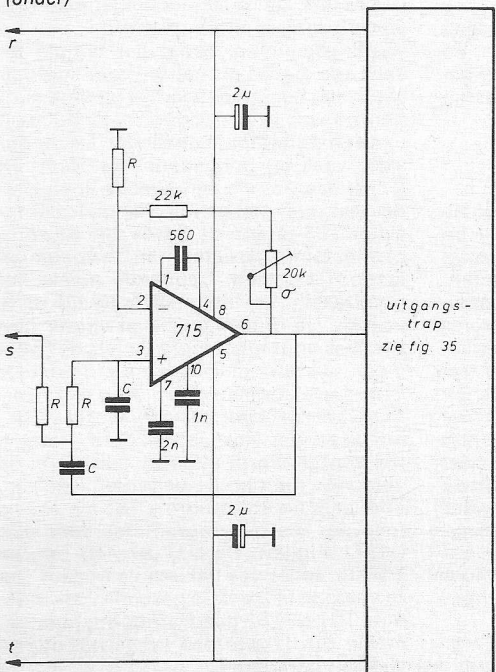 (onder)
r
2µ
R
22k
560
20k
σ
1
2
−
4
8
715
6
3
+
5
7
10
s
R
R
C
C
1n
2n
2µ
t
uitgangs-
trap
zie fig. 35